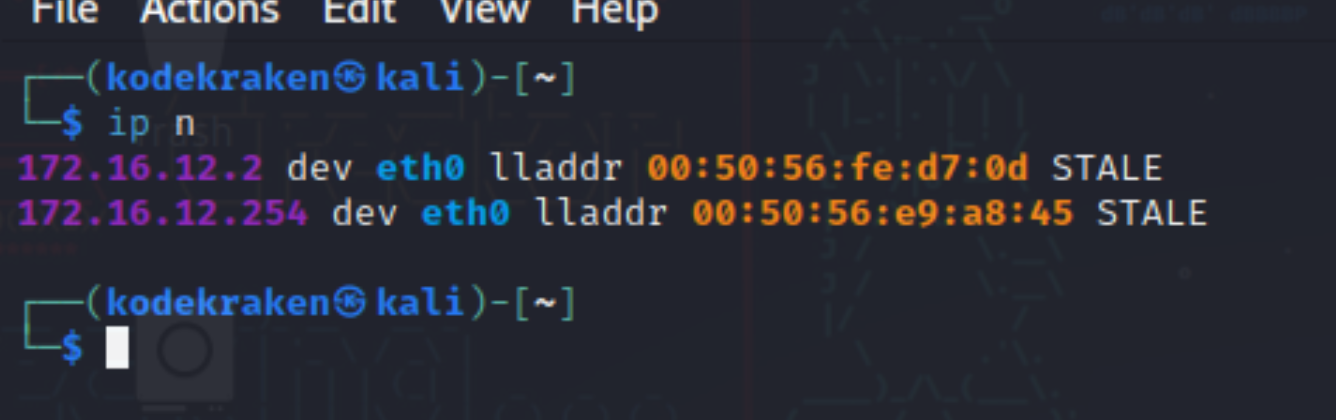 File Actions Edit View Help
┌──(kodekraken㉿kali)-[~]
└─$ ip n
172.16.12.2 dev eth0 lladdr 00:50:56:fe:d7:0d STALE
172.16.12.254 dev eth0 lladdr 00:50:56:e9:a8:45 STALE
┌──(kodekraken㉿kali)-[~]
└─$